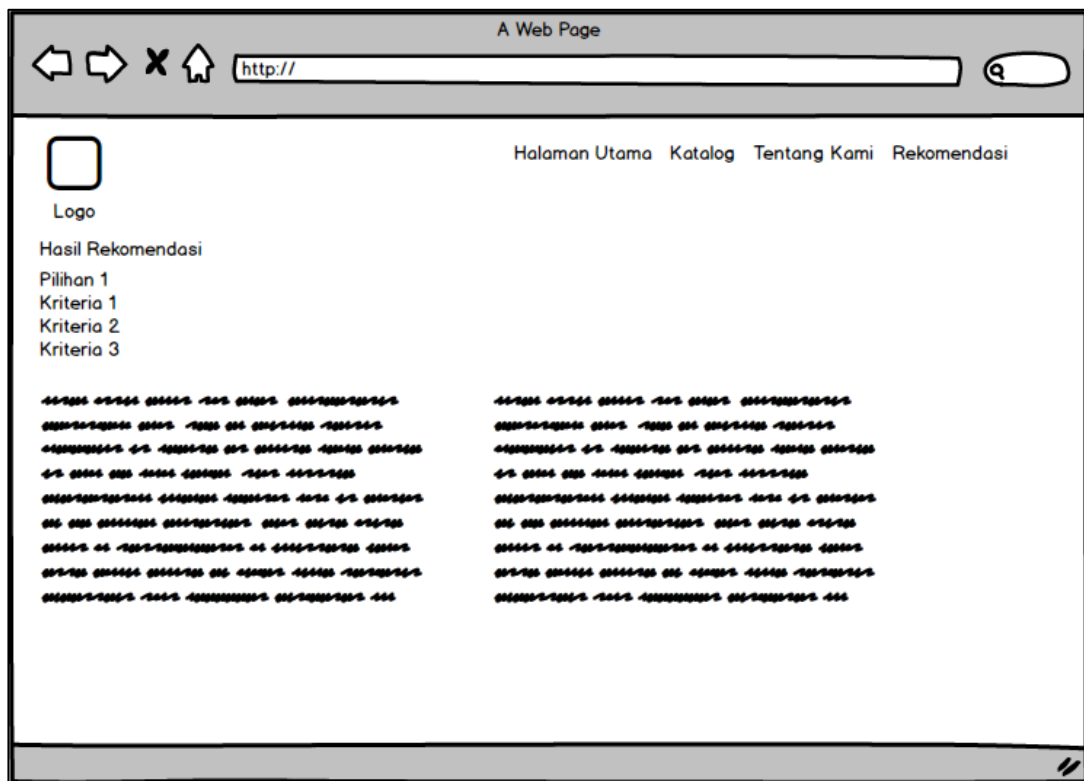 A Web Page
http://
Halaman Utama Katalog Tentang Kami Rekomendasi
Logo
Hasil Rekomendasi
Pilihan 1
Kriteria 1
Kriteria 2
Kriteria 3